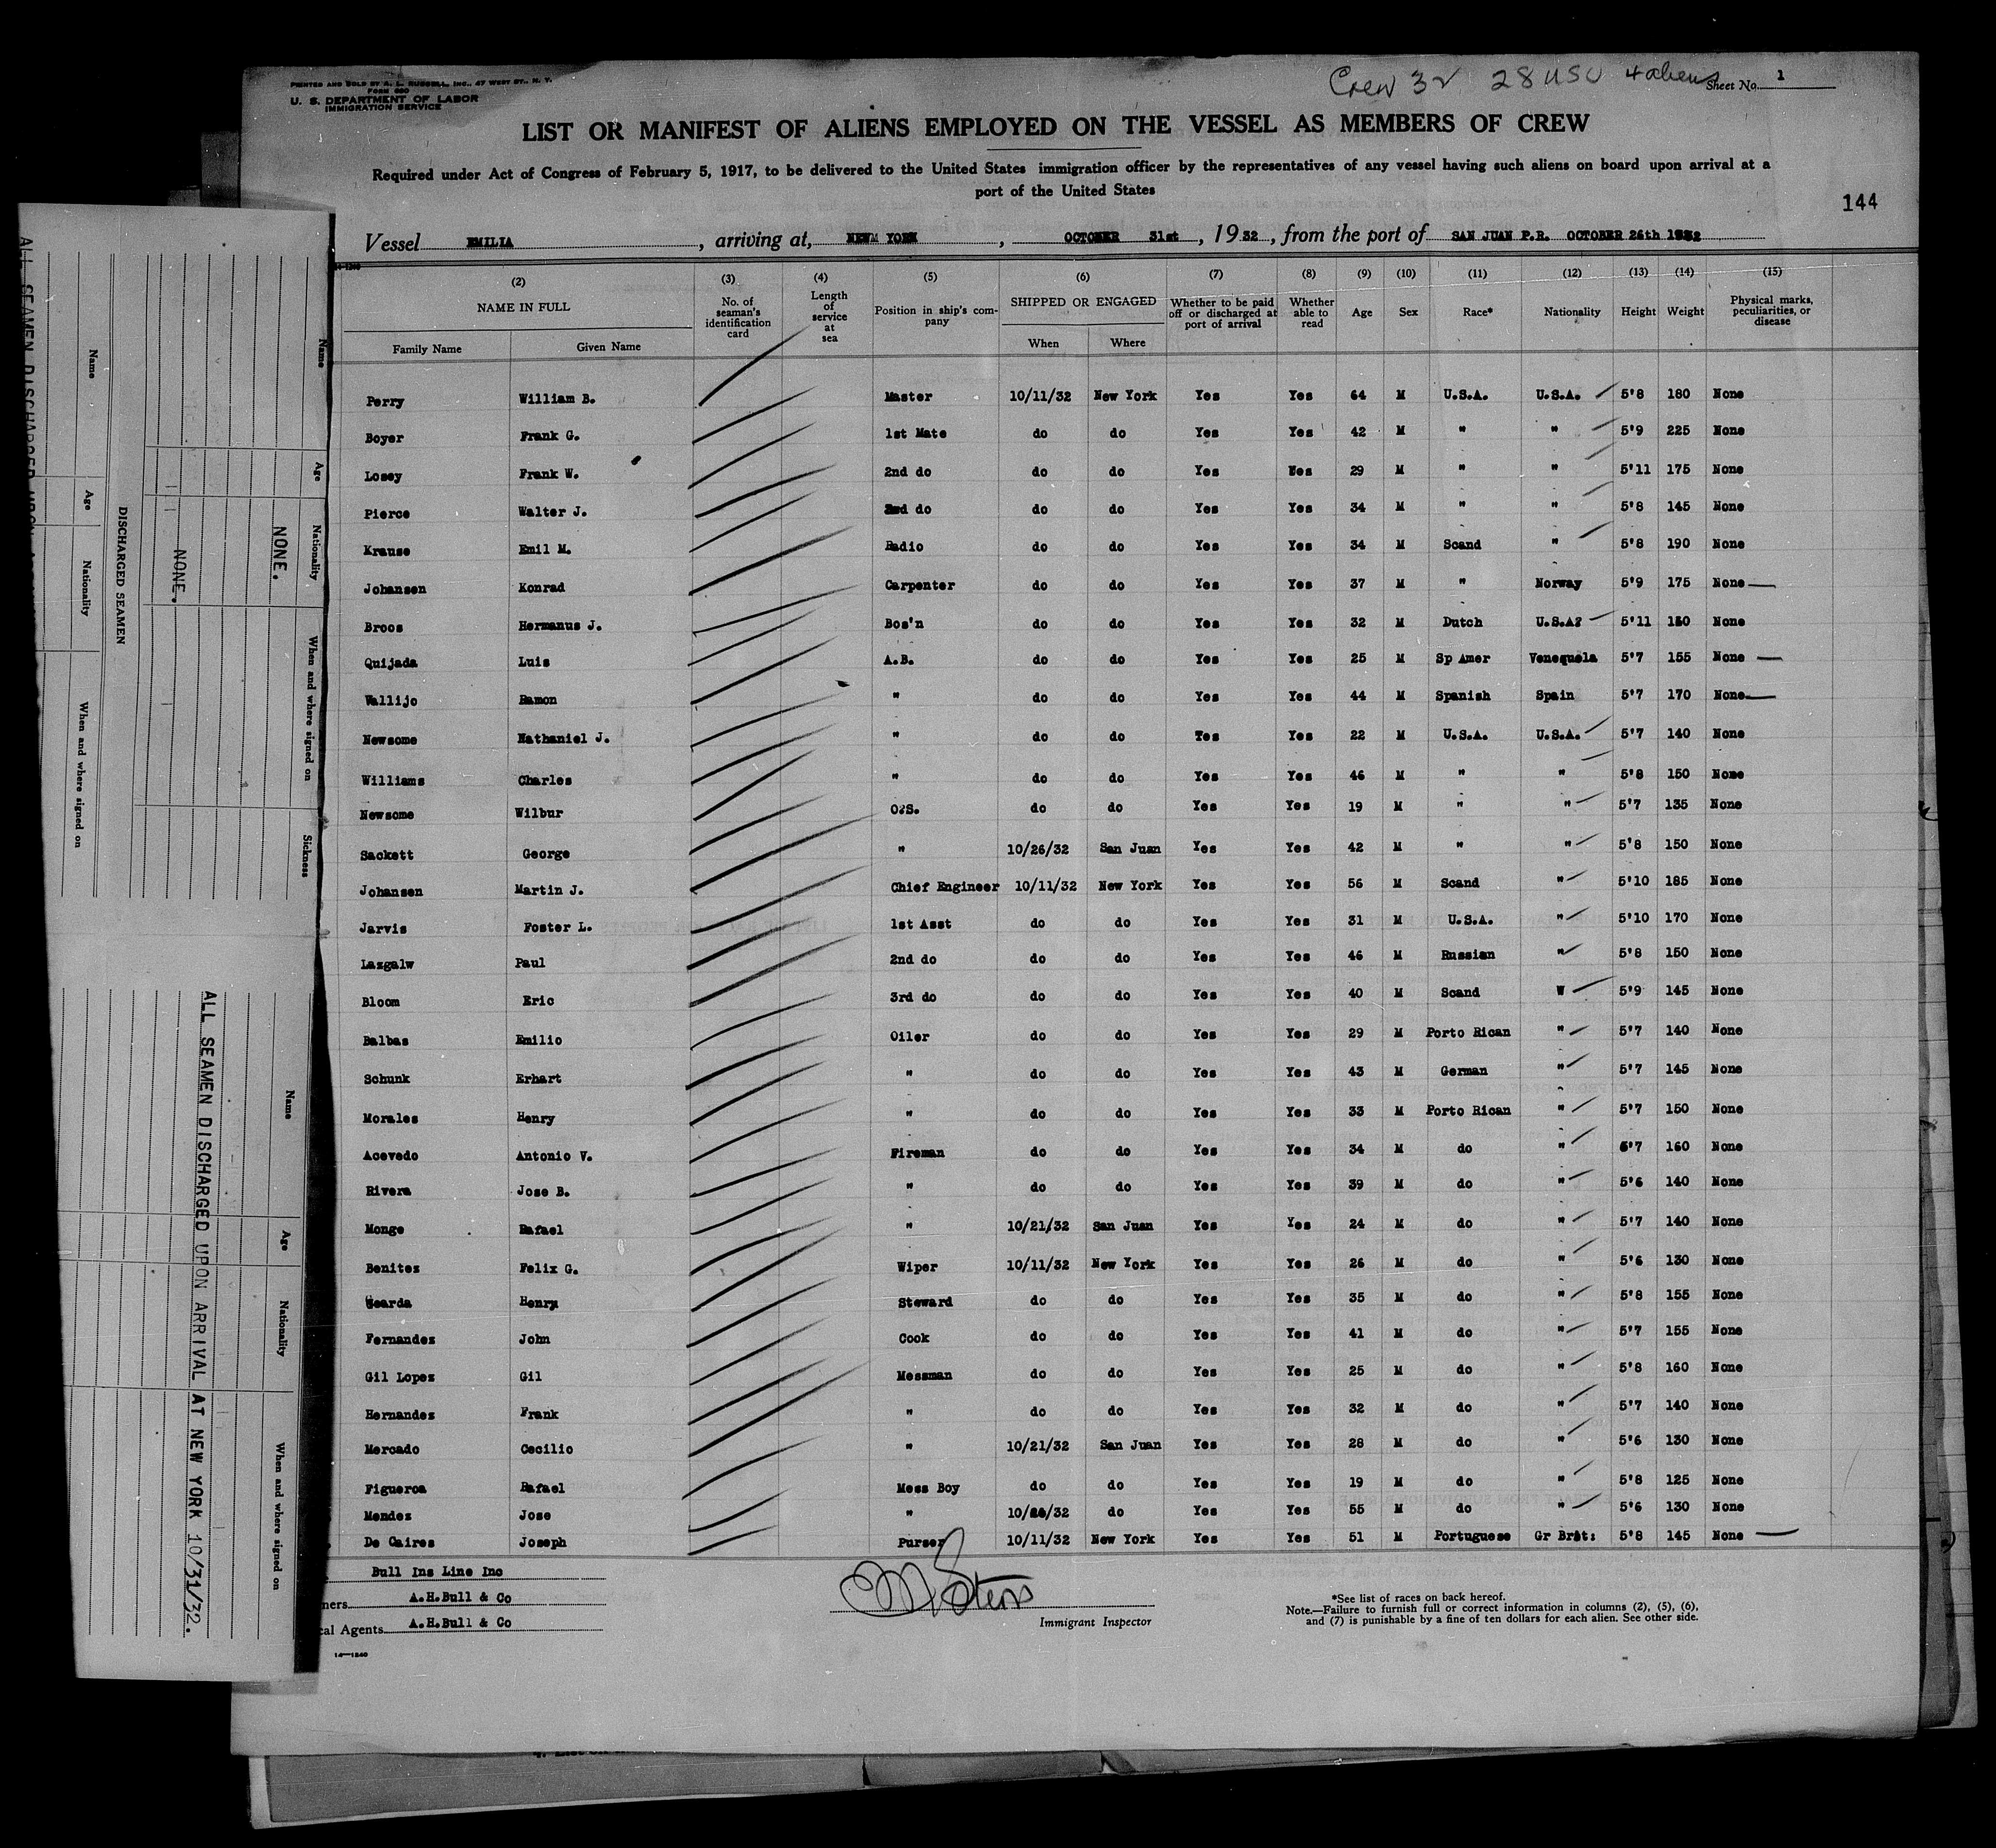 PRINTED AND SOLD BY A. L. RUSSELL, INC., 47 WEST ST., N. Y.
FORM 680
U. S. DEPARTMENT OF LABOR
IMMIGRATION SERVICE
Crew 32 28 USC 4 aliens
Sheet No. 1
LIST OR MANIFEST OF ALIENS EMPLOYED ON THE VESSEL AS MEMBERS OF CREW
Required under Act of Congress of February 5, 1917, to be delivered to the United States immigration officer by the representatives of any vessel having such aliens on board upon arrival at a
port of the United States
144
Vessel EMILIA, arriving at, NEW YORK, OCTOBER 31st, 1932, from the port of SAN JUAN P.R. OCTOBER 26th 1932
(2) (3) (4) (5) (6) (7) (8) (9) (10) (11) (12) (13) (14) (15)
NAME IN FULL No. of seaman's identification card Length of service at sea Position in ship's company SHIPPED OR ENGAGED Whether to be paid off or discharged at port of arrival Whether able to read Age Sex Race* Nationality Height Weight Physical marks, peculiarities, or disease
Family Name Given Name When Where
Perry William B. Master 10/11/32 New York Yes Yes 64 M U.S.A. U.S.A. 5'8 180 None
Boyer Frank G. 1st Mate do do Yes Yes 42 M " " 5'9 225 None
Losey Frank W. 2nd do do do Yes Yes 29 M " " 5'11 175 None
Pierce Walter J. 3rd do do do Yes Yes 34 M " " 5'8 145 None
Krause Emil M. Radio do do Yes Yes 34 M Scand " 5'8 190 None
Johansen Konrad Carpenter do do Yes Yes 37 M " Norway 5'9 175 None
Broos Hermanus J. Bos'n do do Yes Yes 32 M Dutch U.S.A? 5'11 180 None
Quijada Luis A.B. do do Yes Yes 25 M Sp Amer Venequela 5'7 155 None
Wallijo Ramon " do do Yes Yes 44 M Spanish Spain 5'7 170 None
Newsome Nathaniel J. " do do Yes Yes 22 M U.S.A. U.S.A. 5'7 140 None
Williams Charles " do do Yes Yes 46 M " " 5'8 150 None
Newsome Wilbur O?S. do do Yes Yes 19 M " " 5'7 135 None
Sackett George " 10/26/32 San Juan Yes Yes 42 M " " 5'8 150 None
Johansen Martin J. Chief Engineer 10/11/32 New York Yes Yes 56 M Scand " 5'10 185 None
Jarvis Foster L. 1st Asst do do Yes Yes 31 M U.S.A. " 5'10 170 None
Lazgalw Paul 2nd do do do Yes Yes 46 M Russian " 5'8 150 None
Bloom Eric 3rd do do do Yes Yes 40 M Scand W 5'9 145 None
Balbas Emilio Oiler do do Yes Yes 29 M Porto Rican " 5'7 140 None
Schunk Erhart " do do Yes Yes 43 M German " 5'7 145 None
Morales Henry " do do Yes Yes 33 M Porto Rican " 5'7 150 None
Acevedo Antonio V. Fireman do do Yes Yes 34 M do " 5'7 160 None
Rivera Jose B. " do do Yes Yes 39 M do " 5'6 140 None
Monge Rafael " 10/21/32 San Juan Yes Yes 24 M do " 5'7 140 None
Benitez Felix G. Wiper 10/11/32 New York Yes Yes 26 M do " 5'6 130 None
Henry Steward do do Yes Yes 35 M do " 5'8 155 None
Fernandez John Cook do do Yes Yes 41 M do " 5'7 155 None
Gil Lopez Gil Messman do do Yes Yes 25 M do " 5'8 160 None
Hernandez Frank " do do Yes Yes 32 M do " 5'7 140 None
Mercado Cecilio " 10/21/32 San Juan Yes Yes 28 M do " 5'6 130 None
Figueroa Rafael Mess Boy do do Yes Yes 19 M do " 5'8 125 None
Mendez Jose " do Yes Yes 55 M do " 5'6 130 None
De Caires Joseph Purser 10/11/32 New York Yes Yes 51 M Portuguese Gr Brit: 5'8 145 None
Bull Ins Line Inc
ners A.H.Bull & Co
cal Agents A.H.Bull & Co
14—1240
Immigrant Inspector
*See list of races on back hereof.
Note.—Failure to furnish full or correct information in columns (2), (5), (6),
and (7) is punishable by a fine of ten dollars for each alien. See other side.
Name Age Nationality When and where signed on Sickness
NONE.
NONE.
DISCHARGED SEAMEN
Name Age Nationality When and where signed on
ALL SEAMEN DISCHARGED UPON ARRIVAL
Name Age Nationality When and where signed on
ALL SEAMEN DISCHARGED UPON ARRIVAL AT NEW YORK 10/31/32.